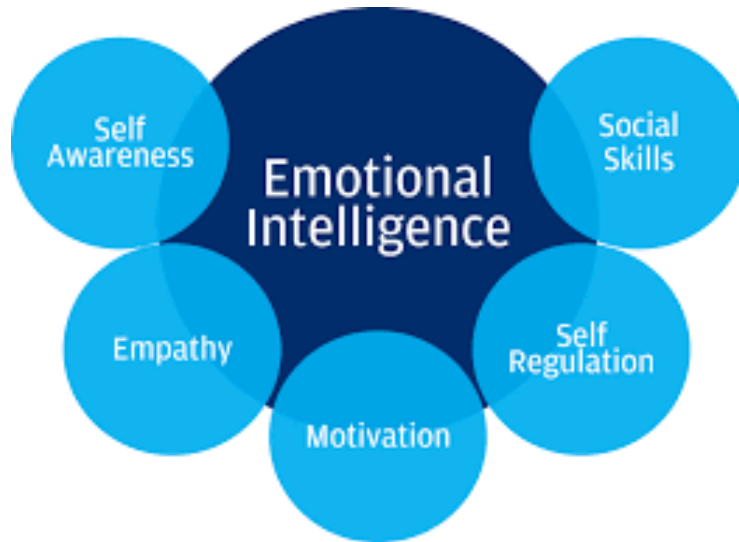 Self
Awareness
Emotional
Intelligence
Social
Skills
Empathy
Motivation
Self
Regulation